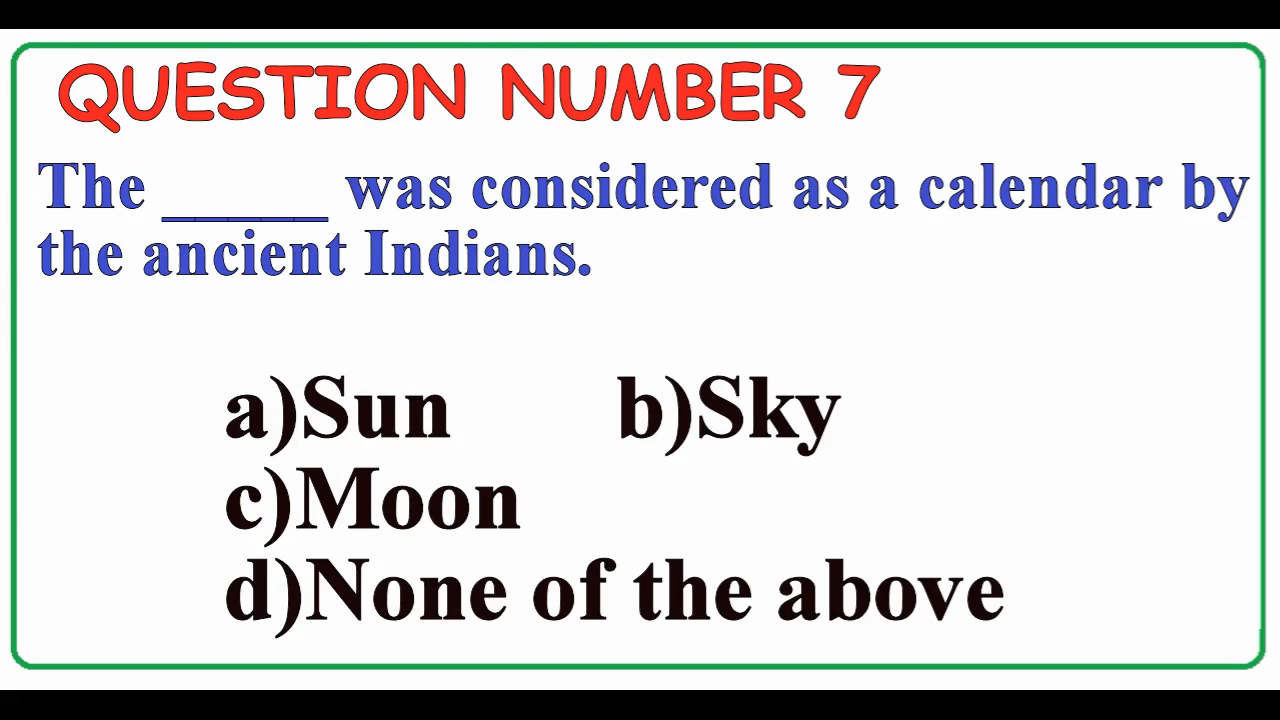 QUESTION NUMBER 7
The _____ was considered as a calendar by
the ancient Indians.
a)Sun b)Sky
c)Moon
d)None of the above